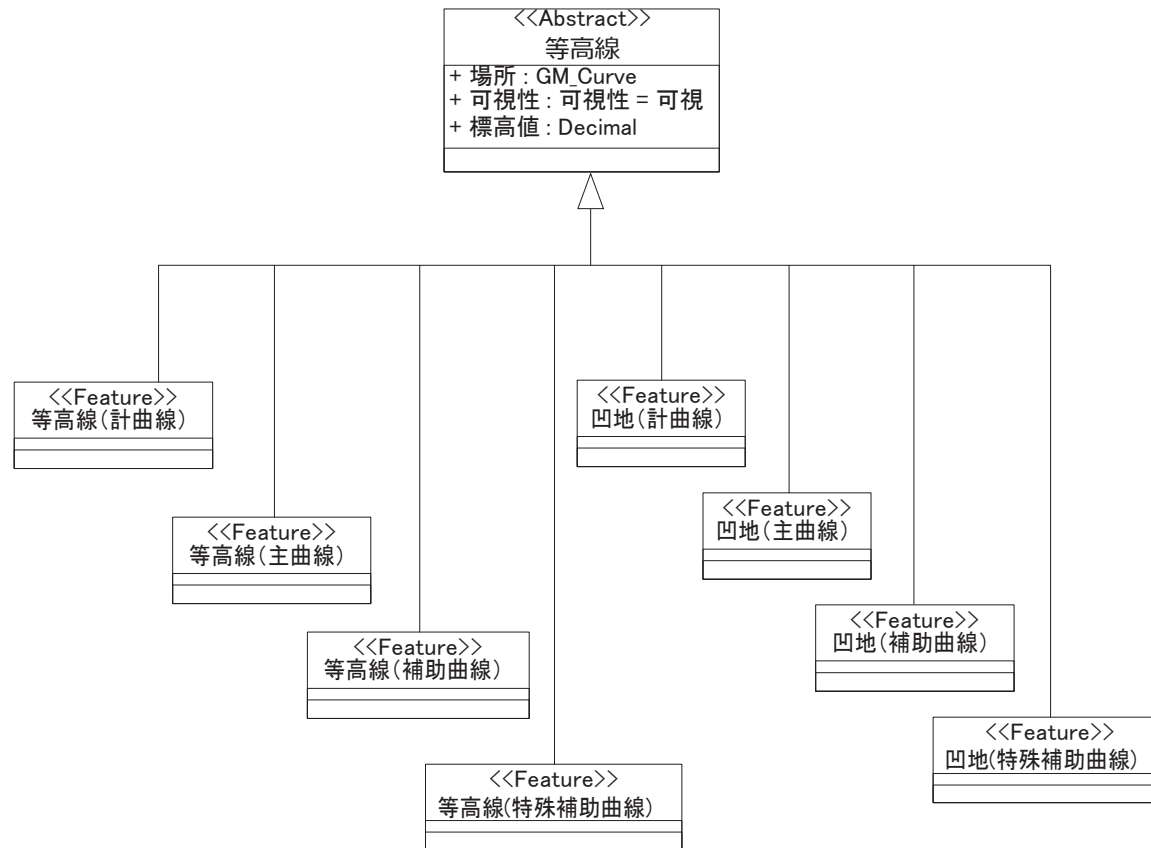 <<Abstract>>
等高線
+ 場所 : GM_Curve
+ 可視性 : 可視性 = 可視
+ 標高値 : Decimal
<<Feature>>
等高線(計曲線)
<<Feature>>
等高線(主曲線)
<<Feature>>
等高線(補助曲線)
<<Feature>>
等高線(特殊補助曲線)
<<Feature>>
凹地(計曲線)
<<Feature>>
凹地(主曲線)
<<Feature>>
凹地(補助曲線)
<<Feature>>
凹地(特殊補助曲線)